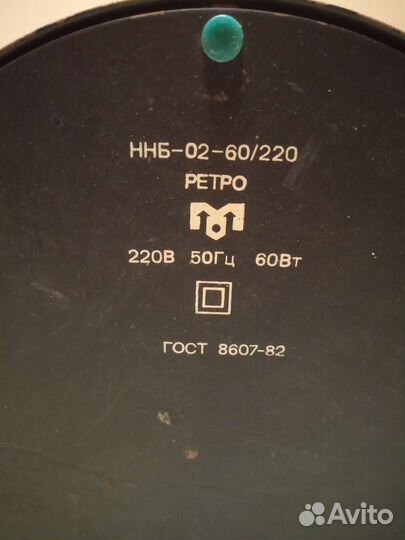 ННБ-02-60/220
РЕТРО
220В 50Гц 60Вт
ГОСТ 8607-82
Avito